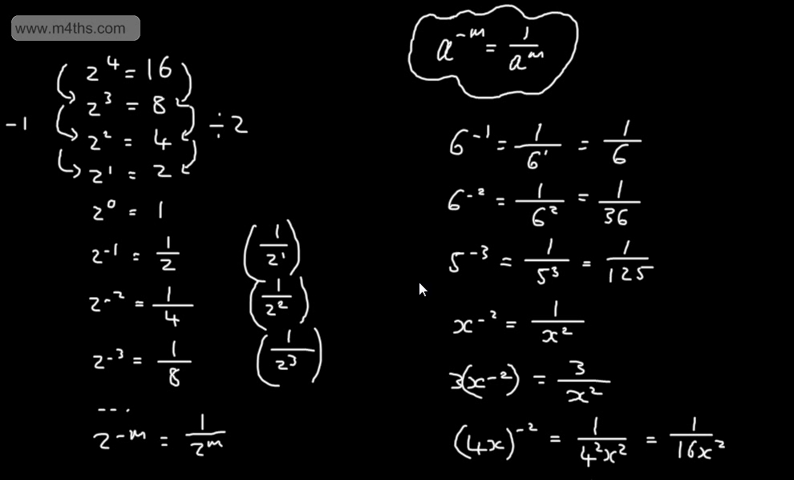 www.m4ths.com
2⁴ = 16
2³ = 8
-1
÷2
2² = 4
2¹ = 2
2⁰ = 1
2⁻¹ = 1/2 (1/2¹)
2⁻² = 1/4 (1/2²)
2⁻³ = 1/8 (1/2³)
...
2⁻ᵐ = 1/2ᵐ
a⁻ᵐ = 1/aᵐ
6⁻¹ = 1/6¹ = 1/6
6⁻² = 1/6² = 1/36
5⁻³ = 1/5³ = 1/125
x⁻² = 1/x²
3(x⁻²) = 3/x²
(4x)⁻² = 1/4²x² = 1/16x²